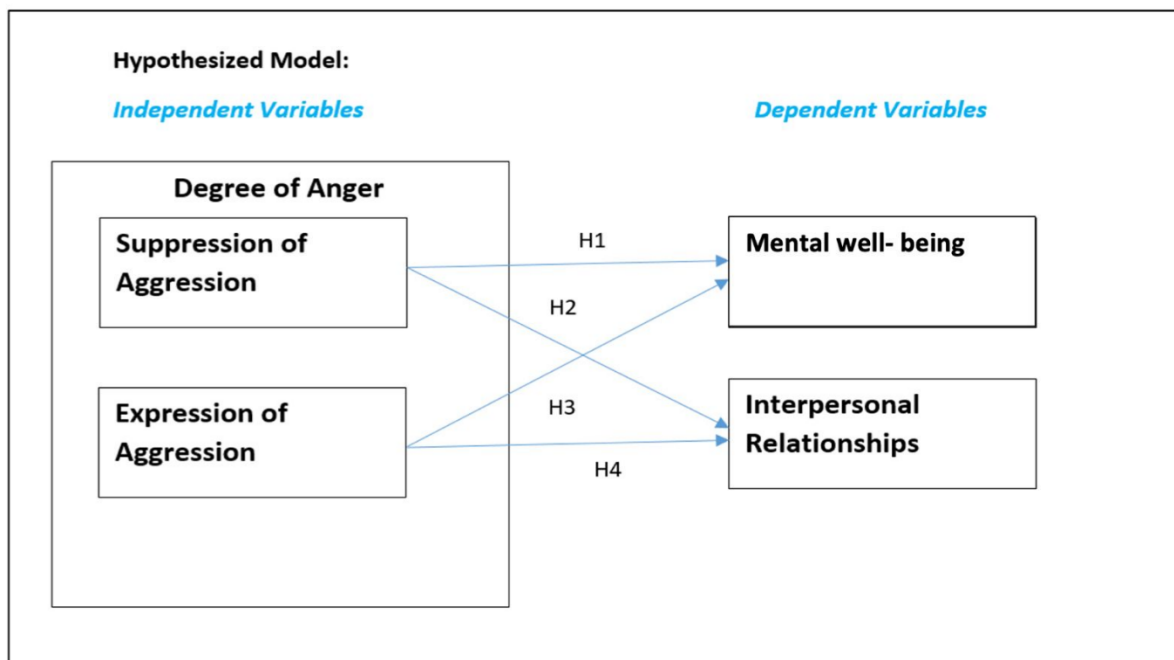 Hypothesized Model:
Independent Variables
Dependent Variables
Degree of Anger
Suppression of
Aggression
H1
Mental well- being
H2
Expression of
Aggression
H3
Interpersonal
Relationships
H4